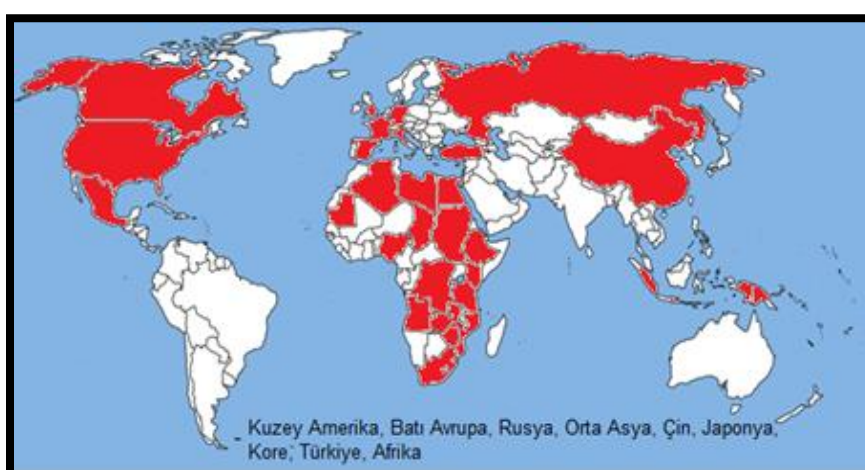 - Kuzey Amerika, Batı Avrupa, Rusya, Orta Asya, Çin, Japonya,
Kore; Türkiye, Afrika